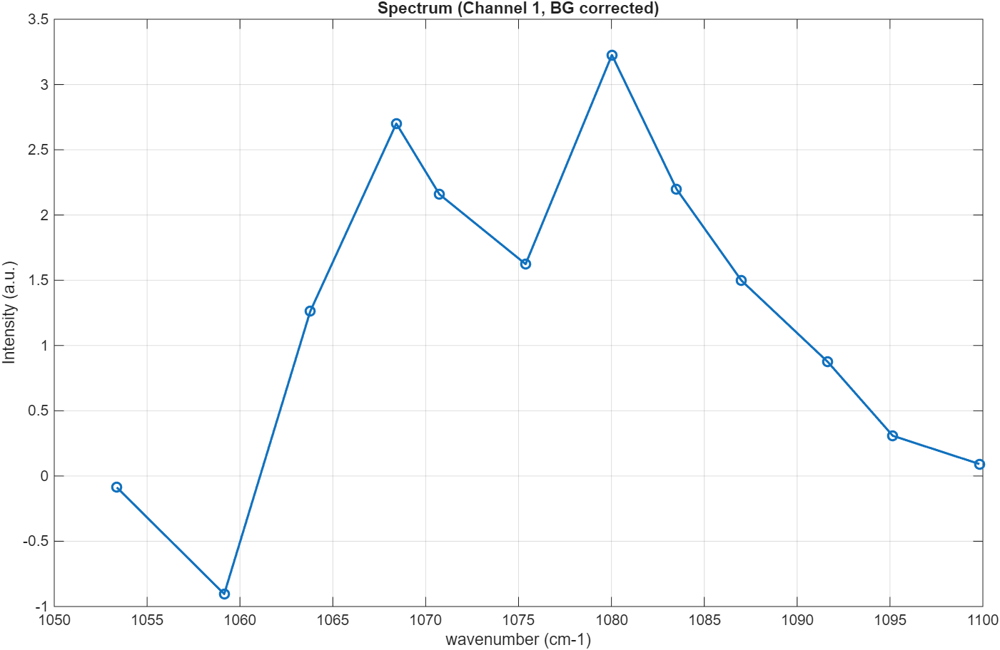 Spectrum (Channel 1, BG corrected)
3.5
3
2.5
2
1.5
1
0.5
0
-0.5
-1
Intensity (a.u.)
1050 1055 1060 1065 1070 1075 1080 1085 1090 1095 1100
wavenumber (cm-1)